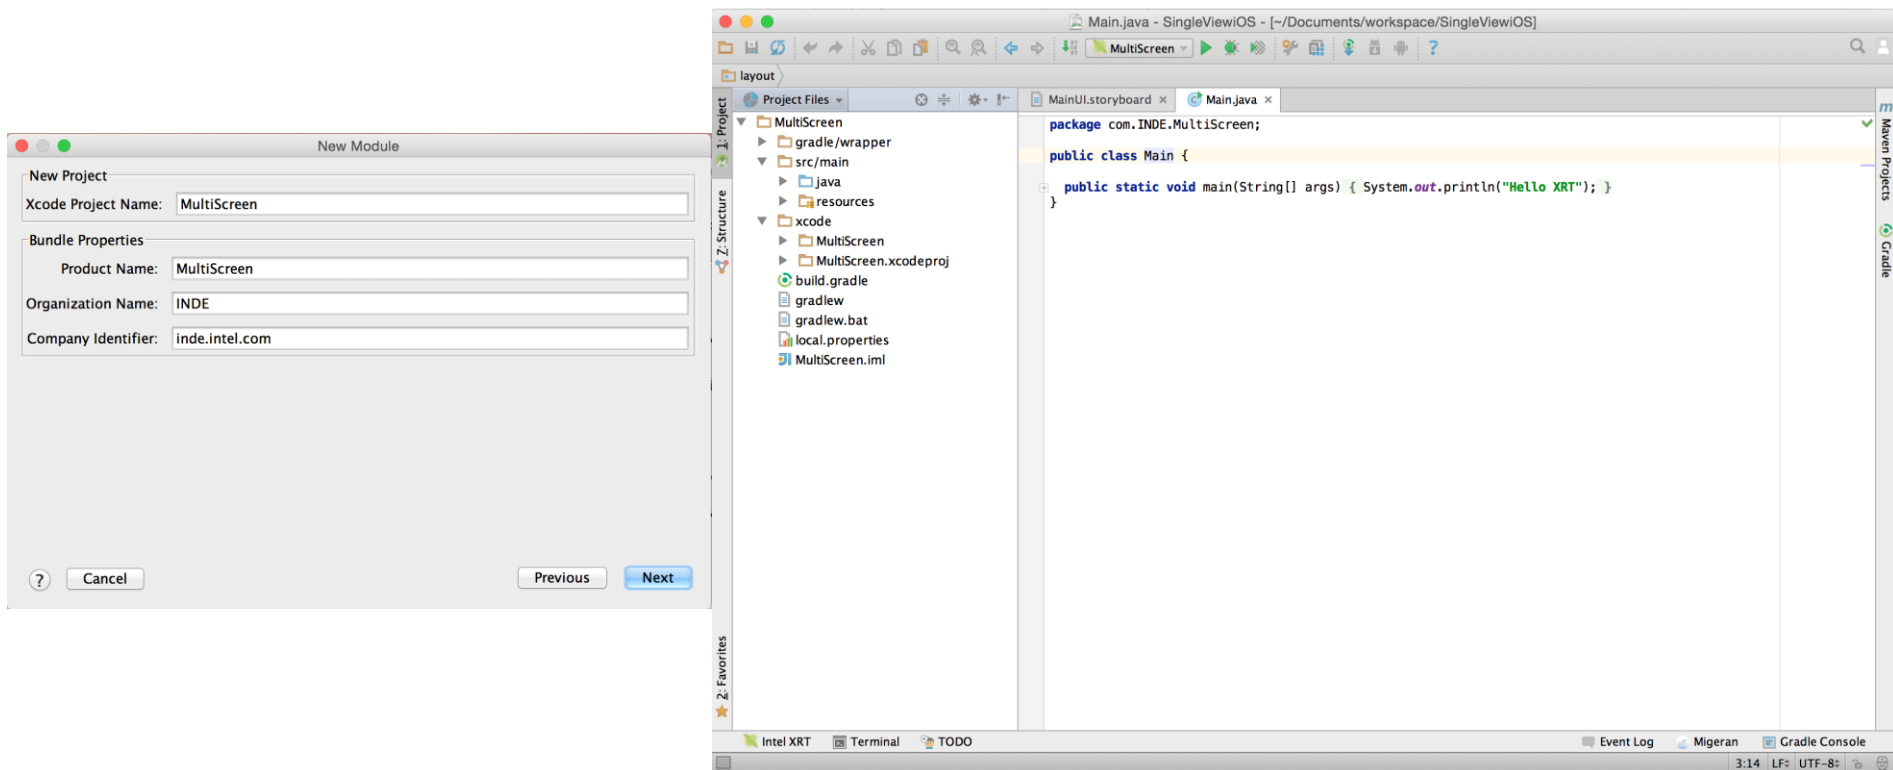 New Module
New Project
Xcode Project Name: MultiScreen
Bundle Properties
Product Name: MultiScreen
Organization Name: INDE
Company Identifier: inde.intel.com
? Cancel Previous Next
Main.java - SingleViewiOS - [~/Documents/workspace/SingleViewiOS]
MultiScreen ?
layout
1: Project
7: Structure
2: Favorites
Project Files
MultiScreen
gradle/wrapper
src/main
java
resources
xcode
MultiScreen
MultiScreen.xcodeproj
build.gradle
gradlew
gradlew.bat
local.properties
MultiScreen.iml
MainUI.storyboard × Main.java ×
package com.INDE.MultiScreen;
public class Main {
public static void main(String[] args) { System.out.println("Hello XRT"); }
}
m Maven Projects
Gradle
Intel XRT Terminal TODO Event Log Migeran Gradle Console
3:14 LF÷ UTF-8÷